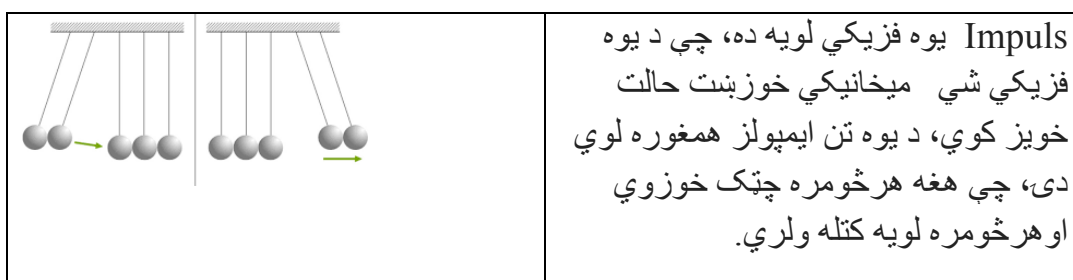 Impuls یوه فزیکي لویه ده، چې د یوه
فزیکي شي میخانیکي خوزښت حالت
خویز کوي، د یوه تن ایمپولز همغوره لوي
دی، چې هغه هرڅومره چټک خوزوي
اوهرڅومره لویه کتله ولري.